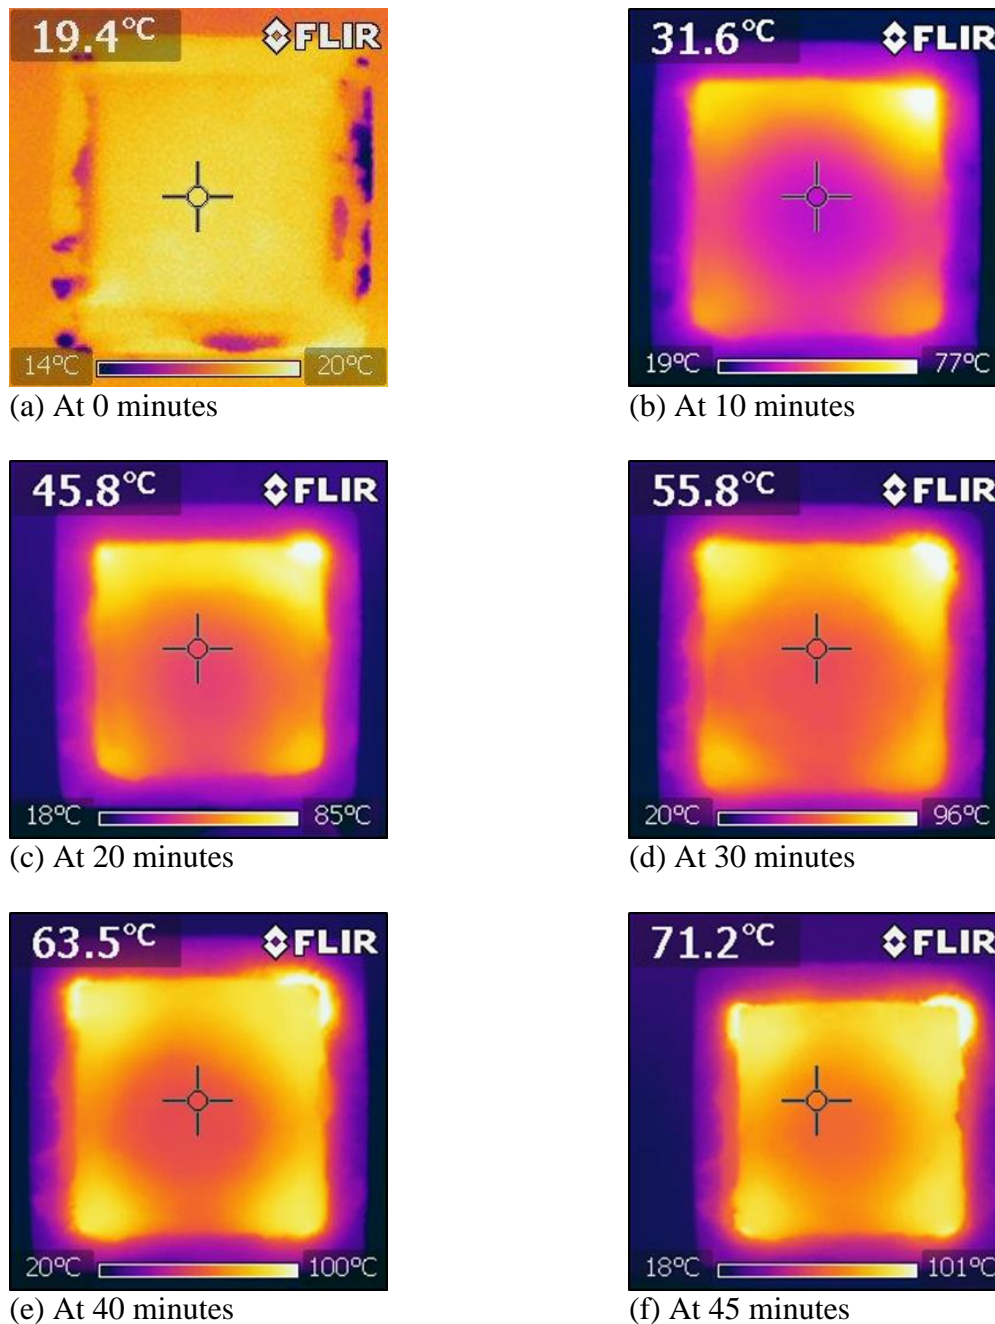 19.4°C FLIR
14°C 20°C
(a) At 0 minutes
31.6°C FLIR
19°C 77°C
(b) At 10 minutes
45.8°C FLIR
18°C 85°C
(c) At 20 minutes
55.8°C FLIR
20°C 96°C
(d) At 30 minutes
63.5°C FLIR
20°C 100°C
(e) At 40 minutes
71.2°C FLIR
18°C 101°C
(f) At 45 minutes